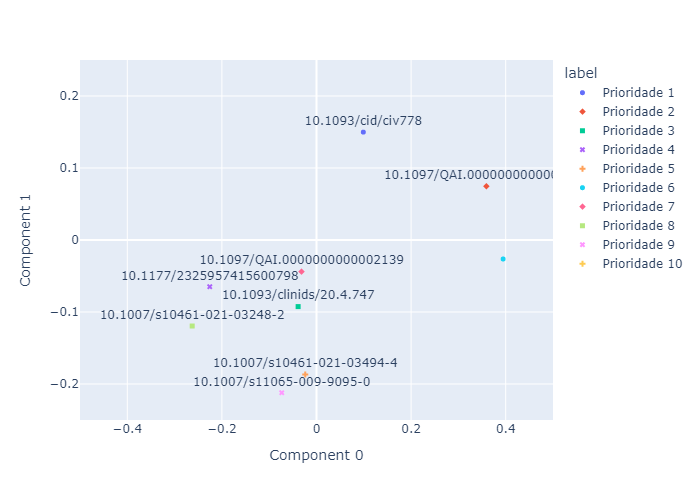 label
Prioridade 1
Prioridade 2
Prioridade 3
Prioridade 4
Prioridade 5
Prioridade 6
Prioridade 7
Prioridade 8
Prioridade 9
Prioridade 10
0.2
0.1
0
−0.1
−0.2
Component 1
10.1093/cid/civ778
10.1097/QAI.000000000000
10.1097/QAI.0000000000002139
10.1177/2325957415600798
10.1093/clinids/20.4.747
10.1007/s10461-021-03248-2
10.1007/s10461-021-03494-4
10.1007/s11065-009-9095-0
−0.4
−0.2
0
0.2
0.4
Component 0